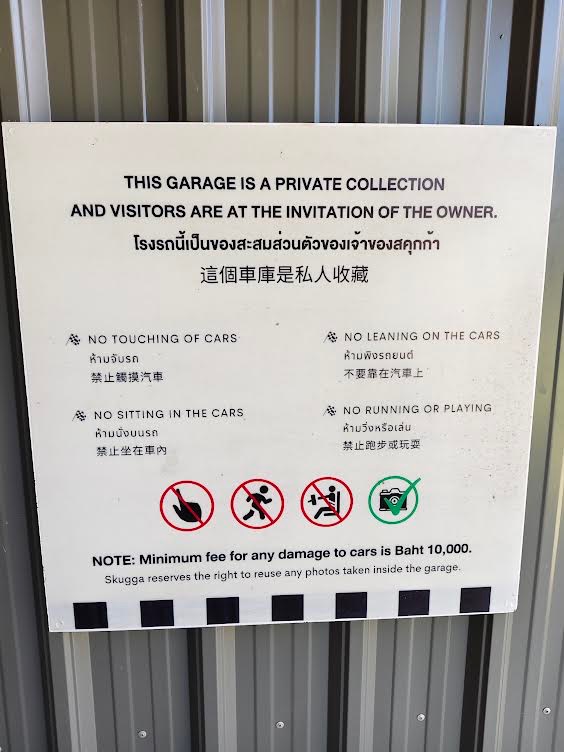 THIS GARAGE IS A PRIVATE COLLECTION
AND VISITORS ARE AT THE INVITATION OF THE OWNER.
โรงรถนี้เป็นของสะสมส่วนตัวของเจ้าของสคุกก้า
這個車庫是私人收藏
NO TOUCHING OF CARS
ห้ามจับรถ
禁止觸摸汽車
NO LEANING ON THE CARS
ห้ามพิงรถยนต์
不要靠在汽車上
NO SITTING IN THE CARS
ห้ามนั่งบนรถ
禁止坐在車內
NO RUNNING OR PLAYING
ห้ามวิ่งหรือเล่น
禁止跑步或玩耍
NOTE: Minimum fee for any damage to cars is Baht 10,000.
Skugga reserves the right to reuse any photos taken inside the garage.